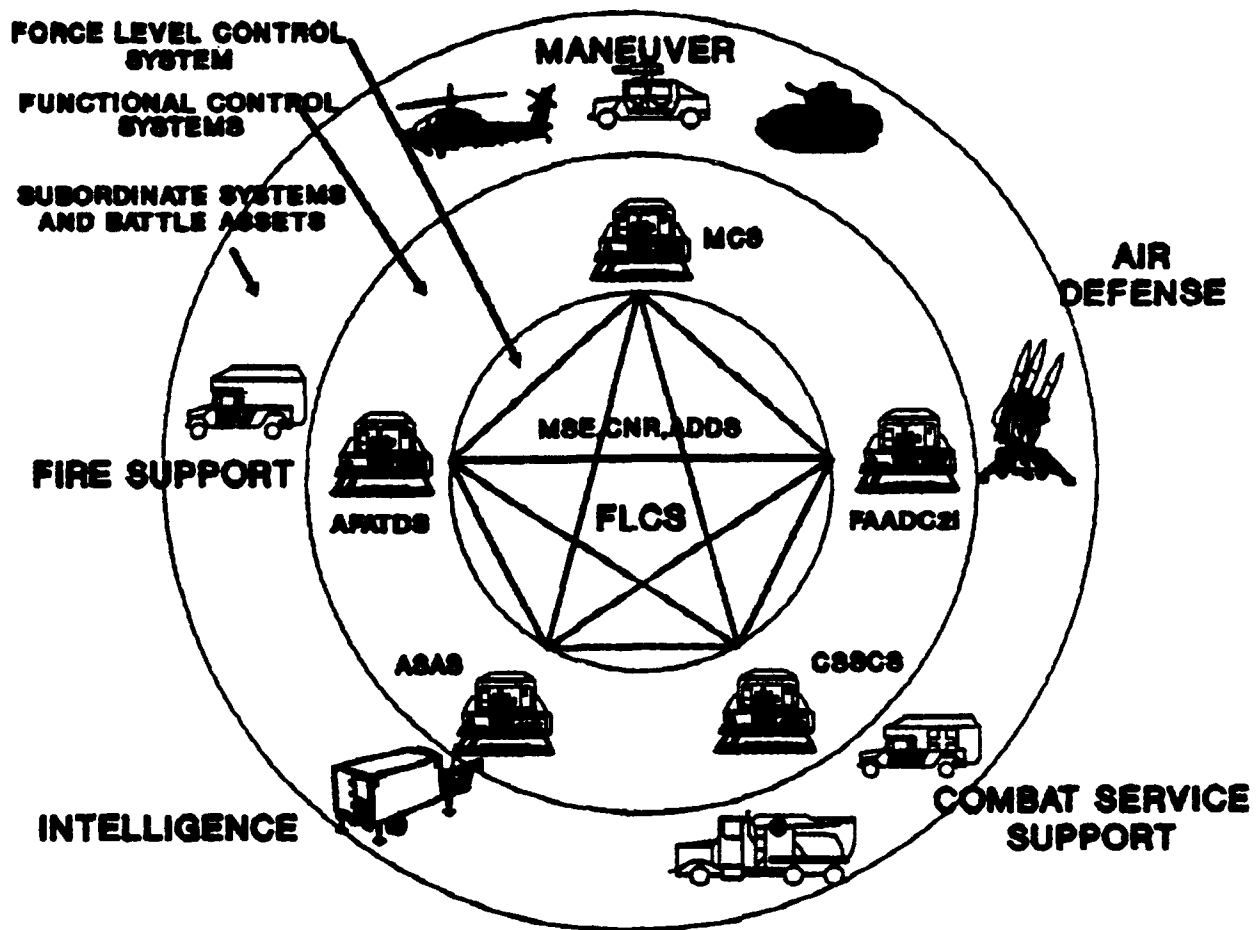 FORCE LEVEL CONTROL
SYSTEM
FUNCTIONAL CONTROL
SYSTEMS
SUBORDINATE SYSTEMS
AND BATTLE ASSETS
MANEUVER
MCS
AIR
DEFENSE
MSE,CNR,ADDS
FIRE SUPPORT
FLCS
AFATDS
FAADC2I
ASAS
CSSCS
INTELLIGENCE
COMBAT SERVICE
SUPPORT